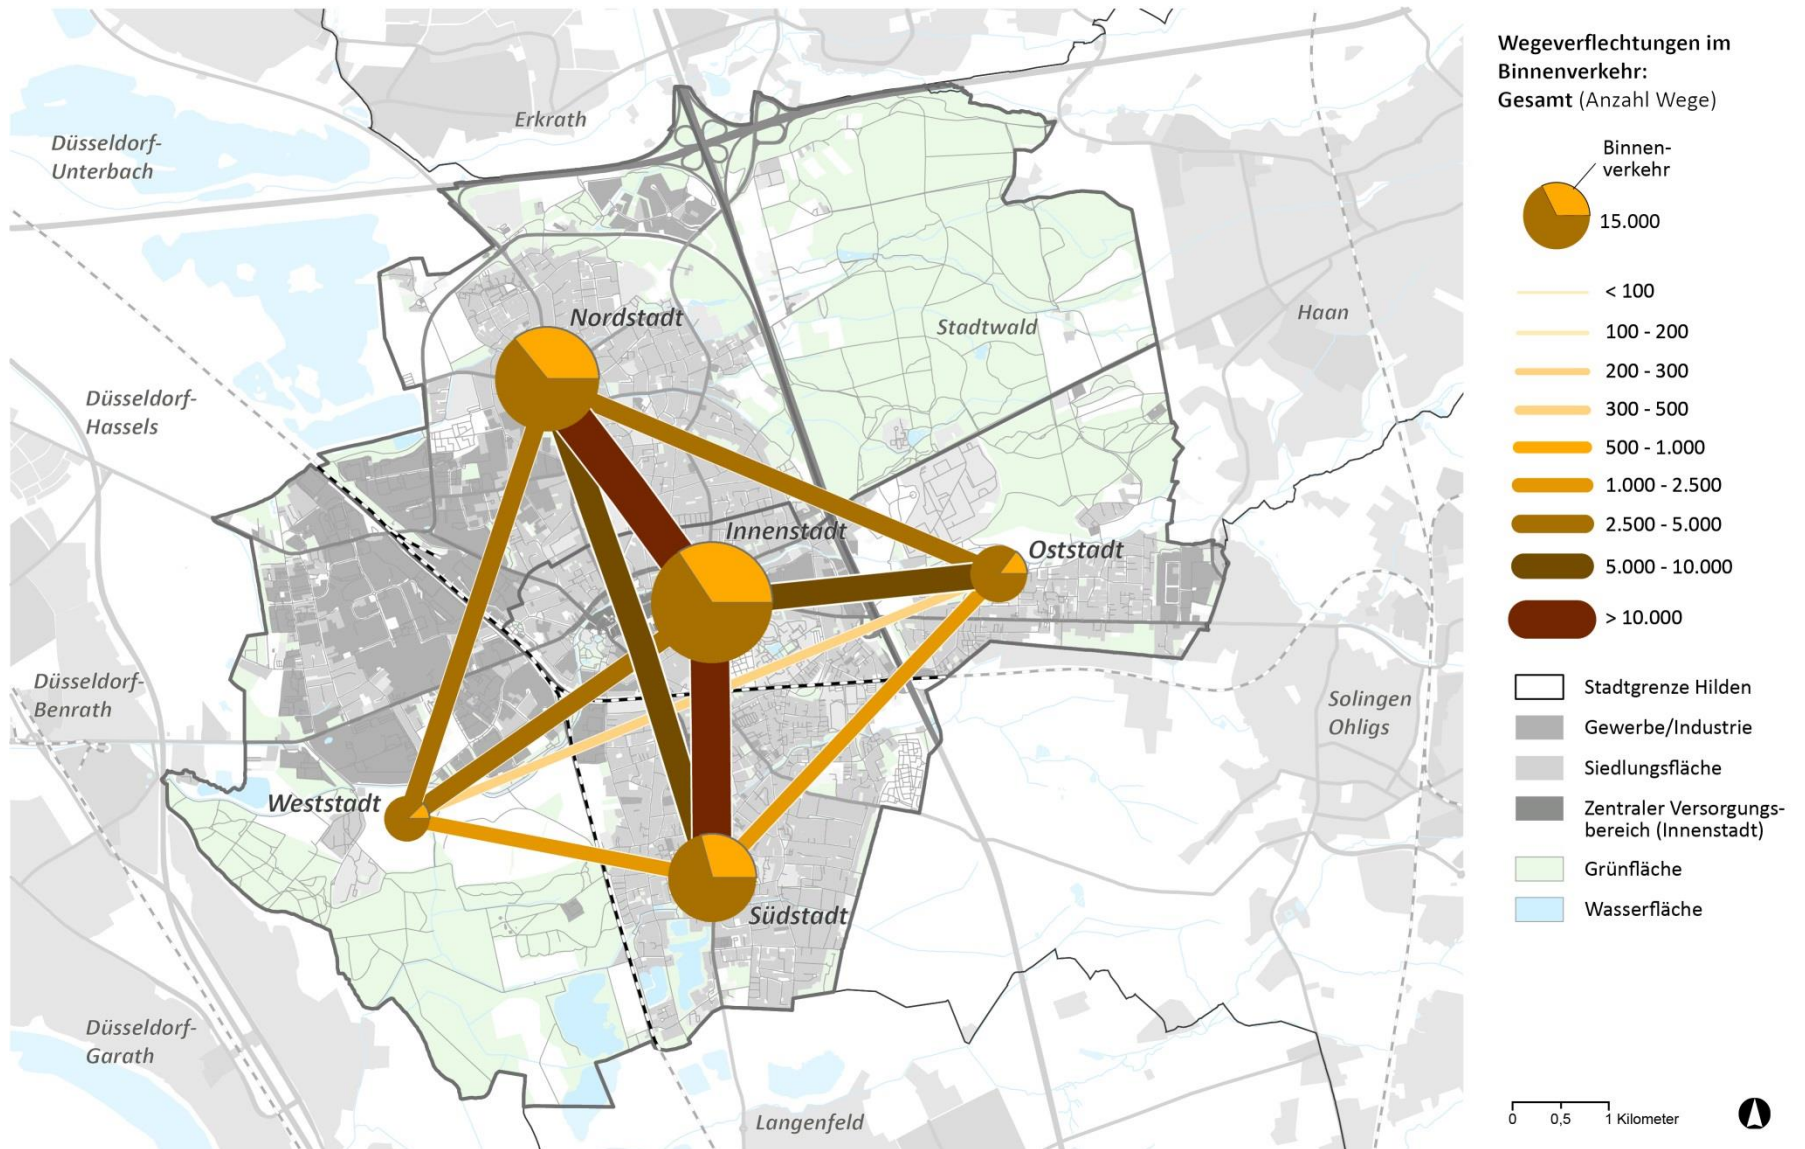 Wegeverflechtungen im
Binnenverkehr:
Gesamt (Anzahl Wege)
Binnen-
verkehr
15.000
< 100
100 - 200
200 - 300
300 - 500
500 - 1.000
1.000 - 2.500
2.500 - 5.000
5.000 - 10.000
> 10.000
Stadtgrenze Hilden
Gewerbe/Industrie
Siedlungsfläche
Zentraler Versorgungs-
bereich (Innenstadt)
Grünfläche
Wasserfläche
0 0,5 1 Kilometer
Erkrath
Düsseldorf-
Unterbach
Nordstadt
Stadtwald
Haan
Düsseldorf-
Hassels
Innenstadt
Oststadt
Düsseldorf-
Benrath
Solingen
Ohligs
Weststadt
Südstadt
Düsseldorf-
Garath
Langenfeld